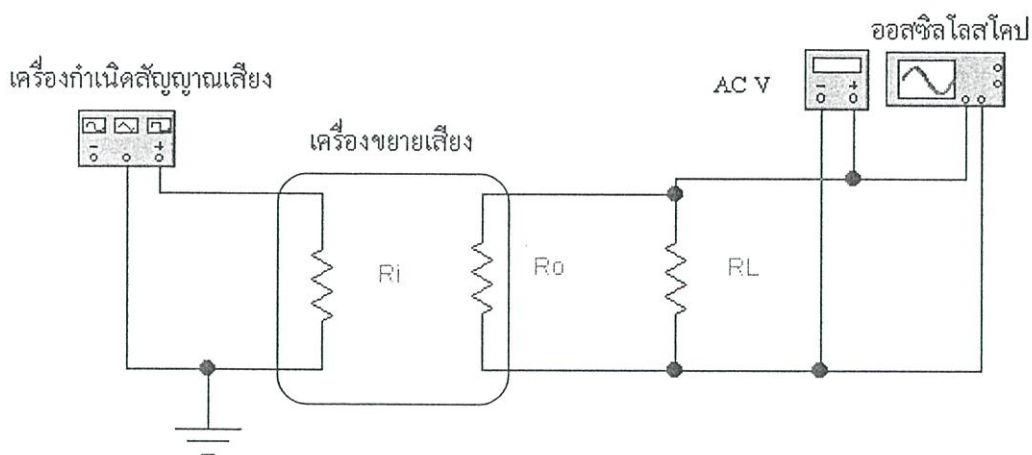 ออสซิลโลสโคป
เครื่องกำเนิดสัญญาณเสียง
AC V
เครื่องขยายเสียง
Ri
Ro
RL